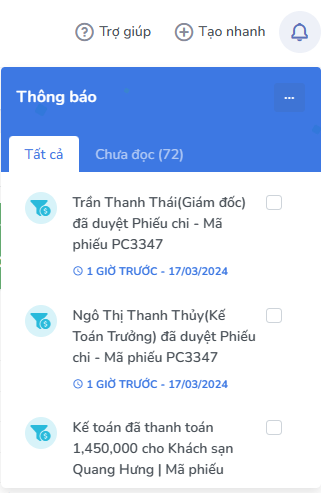 Trợ giúp
Tạo nhanh
Thông báo
...
Tất cả
Chưa đọc (72)
Trần Thanh Thái(Giám đốc)
đã duyệt Phiếu chi - Mã
phiếu PC3347
1 GIỜ TRƯỚC - 17/03/2024
Ngô Thị Thanh Thủy(Kế
Toán Trưởng) đã duyệt Phiếu
chi - Mã phiếu PC3347
1 GIỜ TRƯỚC - 17/03/2024
Kế toán đã thanh toán
1,450,000 cho Khách sạn
Quang Hưng | Mã phiếu